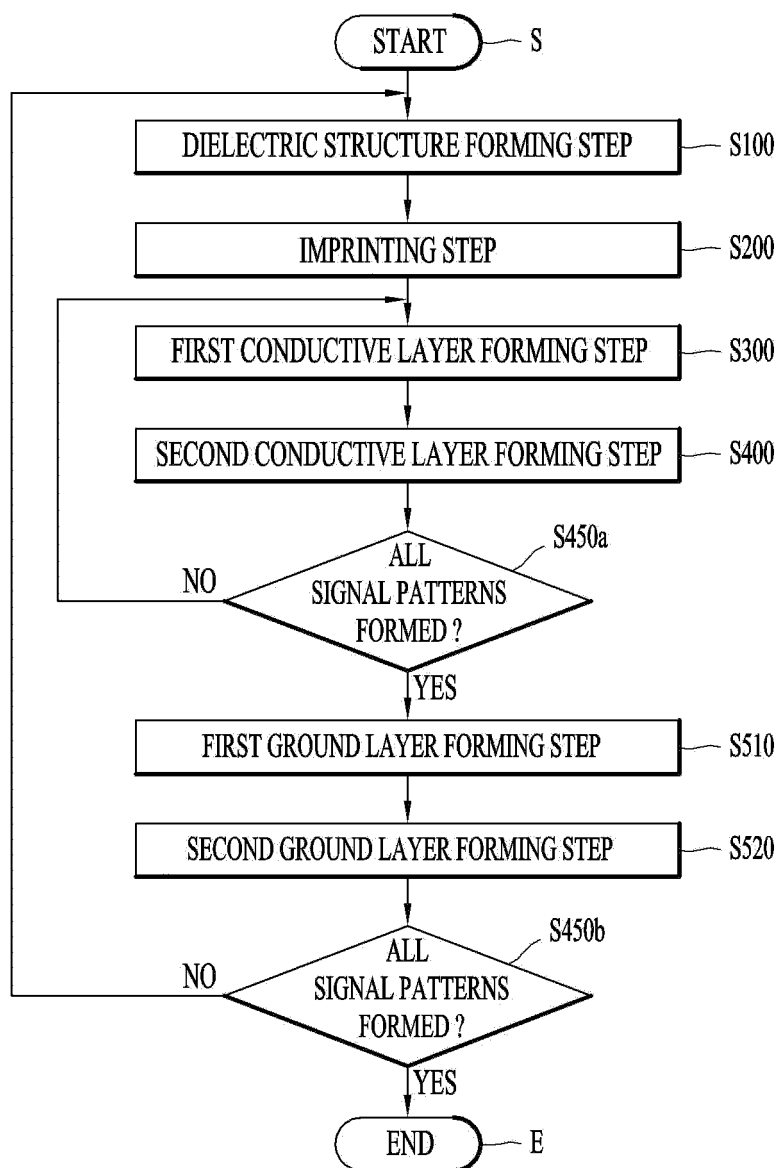 START
S
DIELECTRIC STRUCTURE FORMING STEP
S100
IMPRINTING STEP
S200
FIRST CONDUCTIVE LAYER FORMING STEP
S300
SECOND CONDUCTIVE LAYER FORMING STEP
S400
S450a
ALL
SIGNAL PATTERNS
FORMED ?
NO
YES
FIRST GROUND LAYER FORMING STEP
S510
SECOND GROUND LAYER FORMING STEP
S520
S450b
ALL
SIGNAL PATTERNS
FORMED ?
NO
YES
END
E